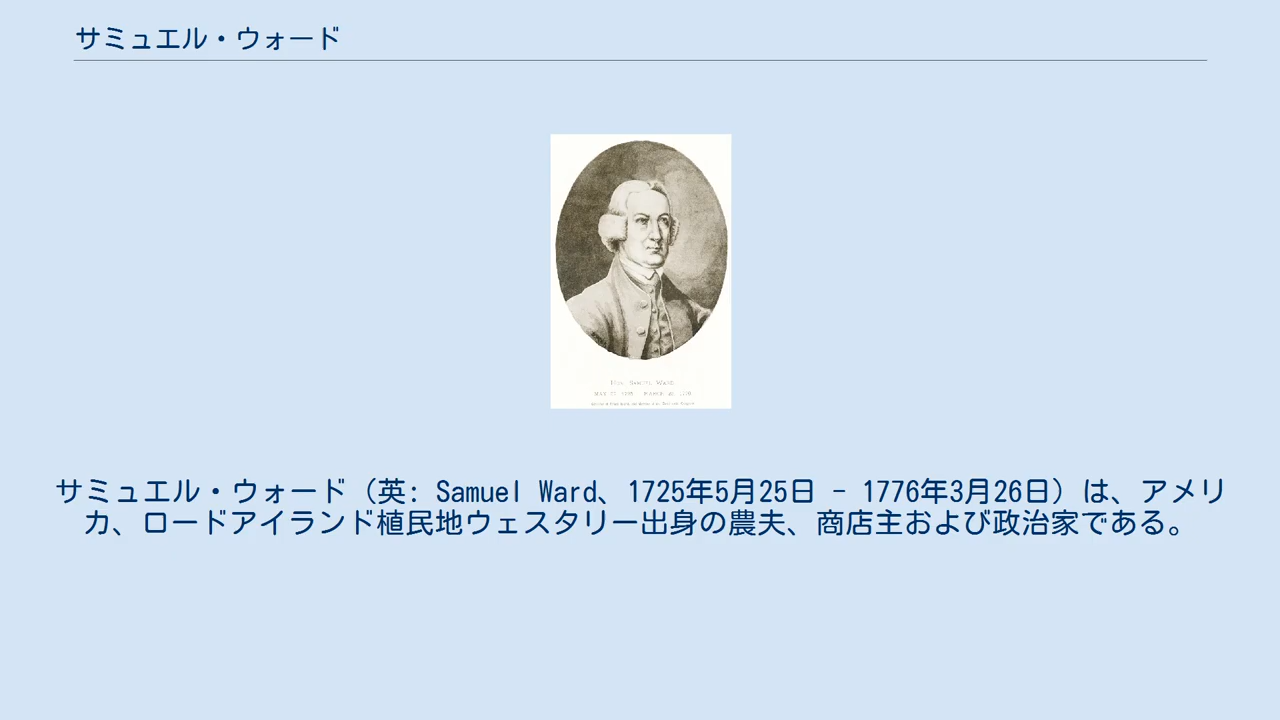 サミュエル・ウォード
Hon. Samuel Ward
サミュエル・ウォード（英: Samuel Ward、1725年5月25日 - 1776年3月26日）は、アメリ
カ、ロードアイランド植民地ウェスタリー出身の農夫、商店主および政治家である。